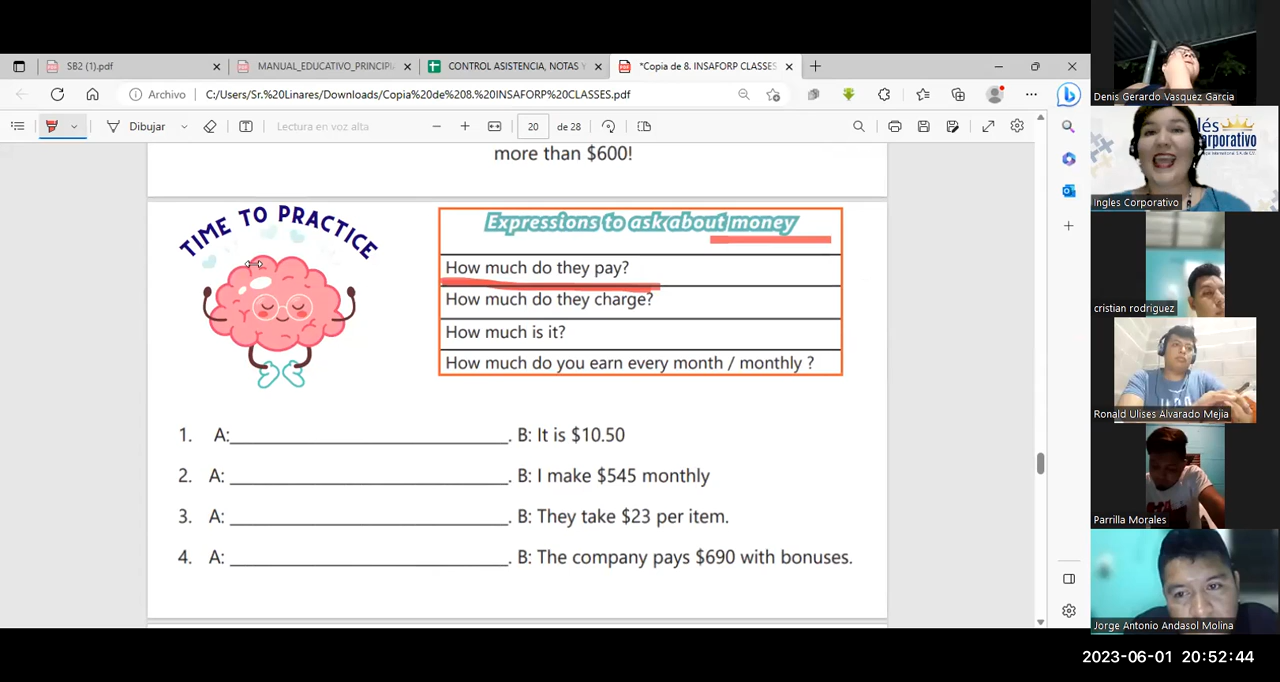 SB2 (1).pdf
MANUAL_EDUCATIVO_PRINCIPI
CONTROL ASISTENCIA, NOTAS Y
*Copia de 8. INSAFORP CLASSES
Archivo
C:/Users/Sr.%20Linares/Downloads/Copia%20de%208.%20INSAFORP%20CLASSES.pdf
Dibujar
Lectura en voz alta
20
de 28
more than $600!
TIME TO PRACTICE
Expressions to ask about money
How much do they pay?
How much do they charge?
How much is it?
How much do you earn every month / monthly ?
1. A:_______________________________. B: It is $10.50
2. A: _______________________________. B: I make $545 monthly
3. A: _______________________________. B: They take $23 per item.
4. A: _______________________________. B: The company pays $690 with bonuses.
Denis Gerardo Vasquez Garcia
Ingles Corporativo
cristian rodriguez
Ronald Ulises Alvarado Mejia
Parrilla Morales
Jorge Antonio Andasol Molina
2023-06-01 20:52:44